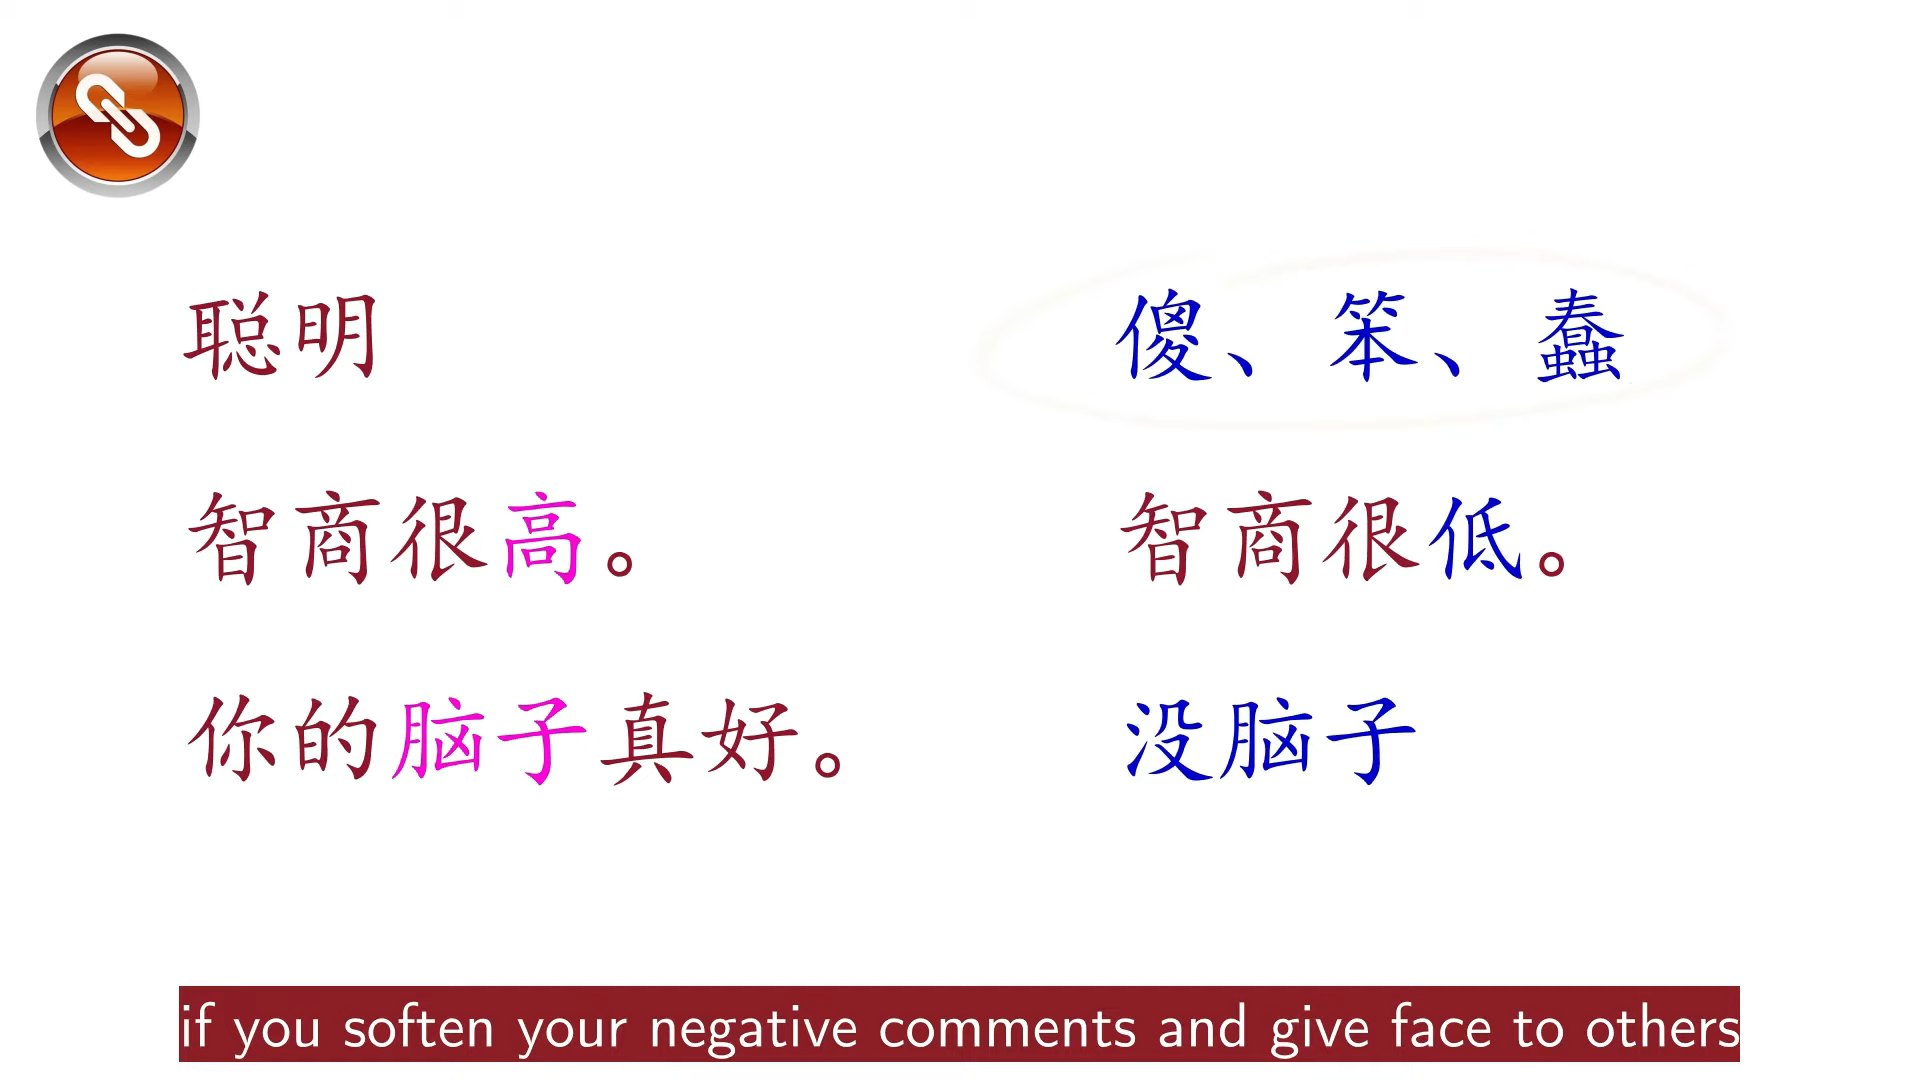 聪明 傻、笨、蠢
智商很高。 智商很低。
你的脑子真好。 没脑子
if you soften your negative comments and give face to others